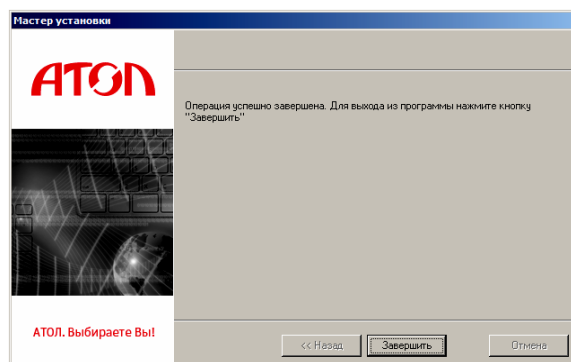 Мастер установки
АТОЛ
Операция успешно завершена. Для выхода из программы нажмите кнопку
"Завершить"
АТОЛ. Выбираете Вы!
<< Назад
Завершить
Отмена